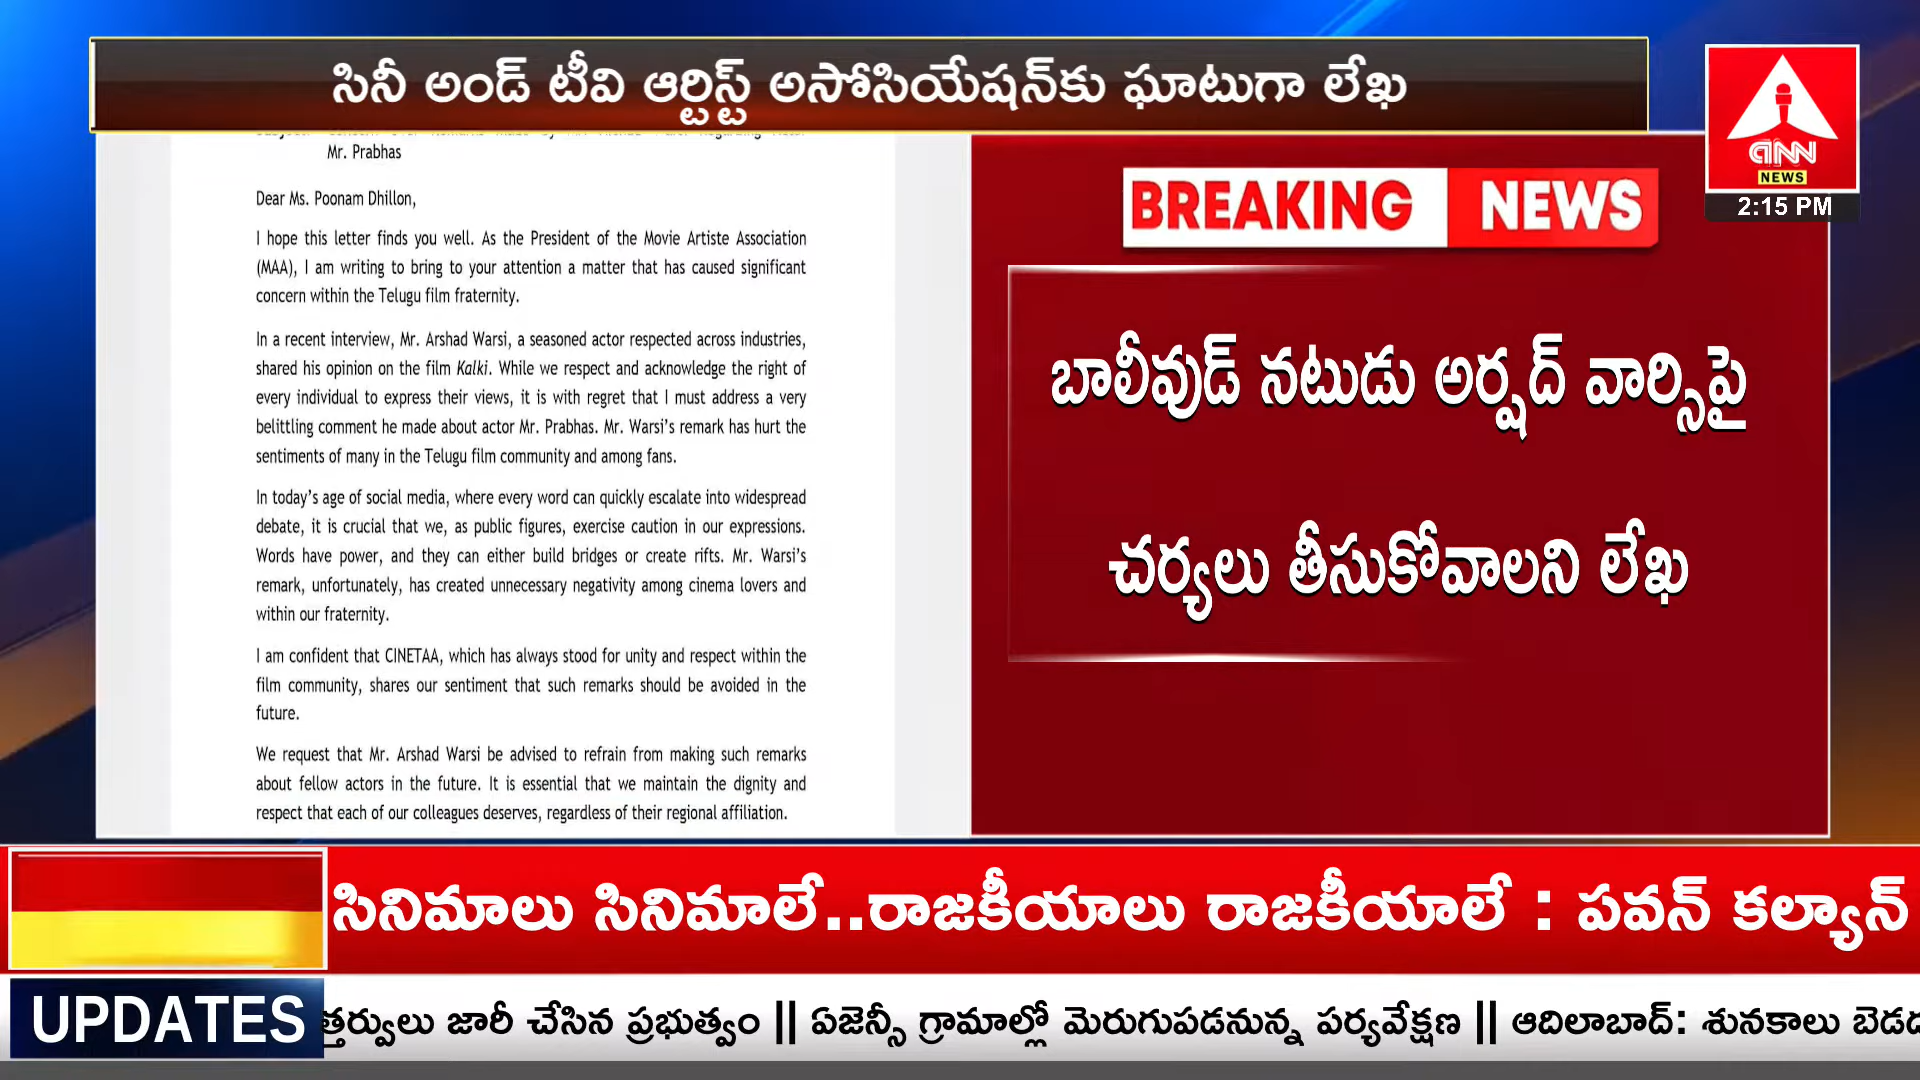 సినీ అండ్ టీవి ఆర్టిస్ట్ అసోసియేషన్‌కు ఘాటుగా లేఖ
ANN
NEWS
2:15 PM
Mr. Prabhas
Dear Ms. Poonam Dhillon,
I hope this letter finds you well. As the President of the Movie Artiste Association
(MAA), I am writing to bring to your attention a matter that has caused significant
concern within the Telugu film fraternity.
In a recent interview, Mr. Arshad Warsi, a seasoned actor respected across industries,
shared his opinion on the film Kalki. While we respect and acknowledge the right of
every individual to express their views, it is with regret that I must address a very
belittling comment he made about actor Mr. Prabhas. Mr. Warsi's remark has hurt the
sentiments of many in the Telugu film community and among fans.
In today's age of social media, where every word can quickly escalate into widespread
debate, it is crucial that we, as public figures, exercise caution in our expressions.
Words have power, and they can either build bridges or create rifts. Mr. Warsi's
remark, unfortunately, has created unnecessary negativity among cinema lovers and
within our fraternity.
I am confident that CINETAA, which has always stood for unity and respect within the
film community, shares our sentiment that such remarks should be avoided in the
future.
We request that Mr. Arshad Warsi be advised to refrain from making such remarks
about fellow actors in the future. It is essential that we maintain the dignity and
respect that each of our colleagues deserves, regardless of their regional affiliation.
BREAKING NEWS
బాలీవుడ్ నటుడు అర్షద్ వార్సిపై
చర్యలు తీసుకోవాలని లేఖ
సినిమాలు సినిమాలే..రాజకీయాలు రాజకీయాలే : పవన్ కల్యాన్
UPDATES
త్తర్వులు జారీ చేసిన ప్రభుత్వం || ఏజెన్సీ గ్రామాల్లో మెరుగుపడనున్న పర్యవేక్షణ || ఆదిలాబాద్: శునకాలు